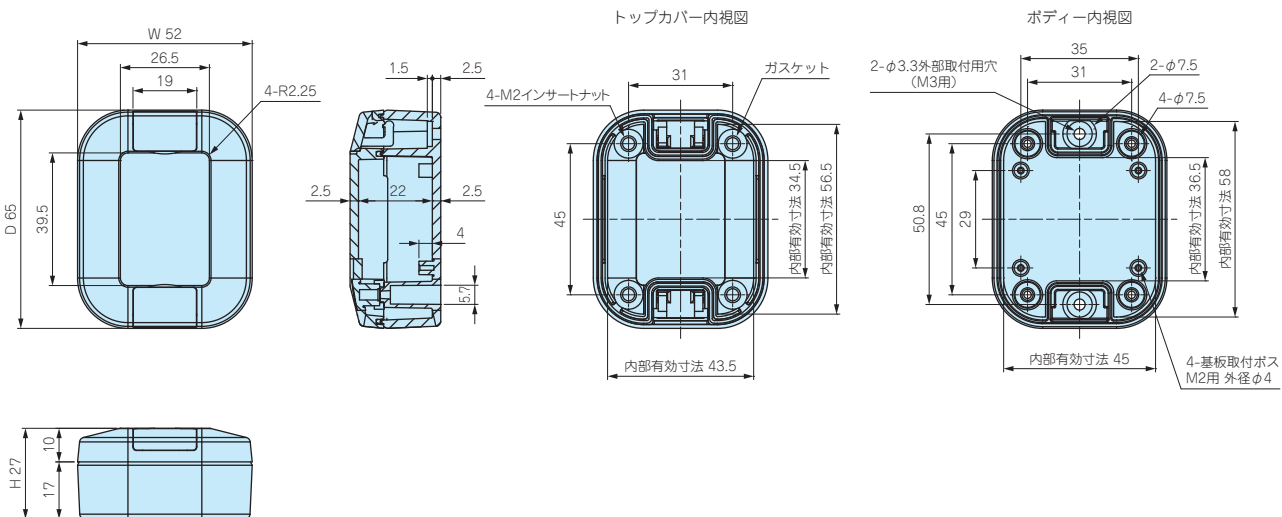 W 52
26.5
19
4-R2.25
D 65
39.5
1.5
2.5
2.5
22
2.5
4
5.7
トップカバー内視図
31
ガスケット
4-M2インサートナット
45
内部有効寸法 34.5
内部有効寸法 56.5
内部有効寸法 43.5
ボディー内視図
35
31
2-φ3.3外部取付用穴
(M3用)
2-φ7.5
4-φ7.5
50.8
45
29
内部有効寸法 36.5
内部有効寸法 58
内部有効寸法 45
4-基板取付ボス
M2用 外径φ4
H 27
10
17